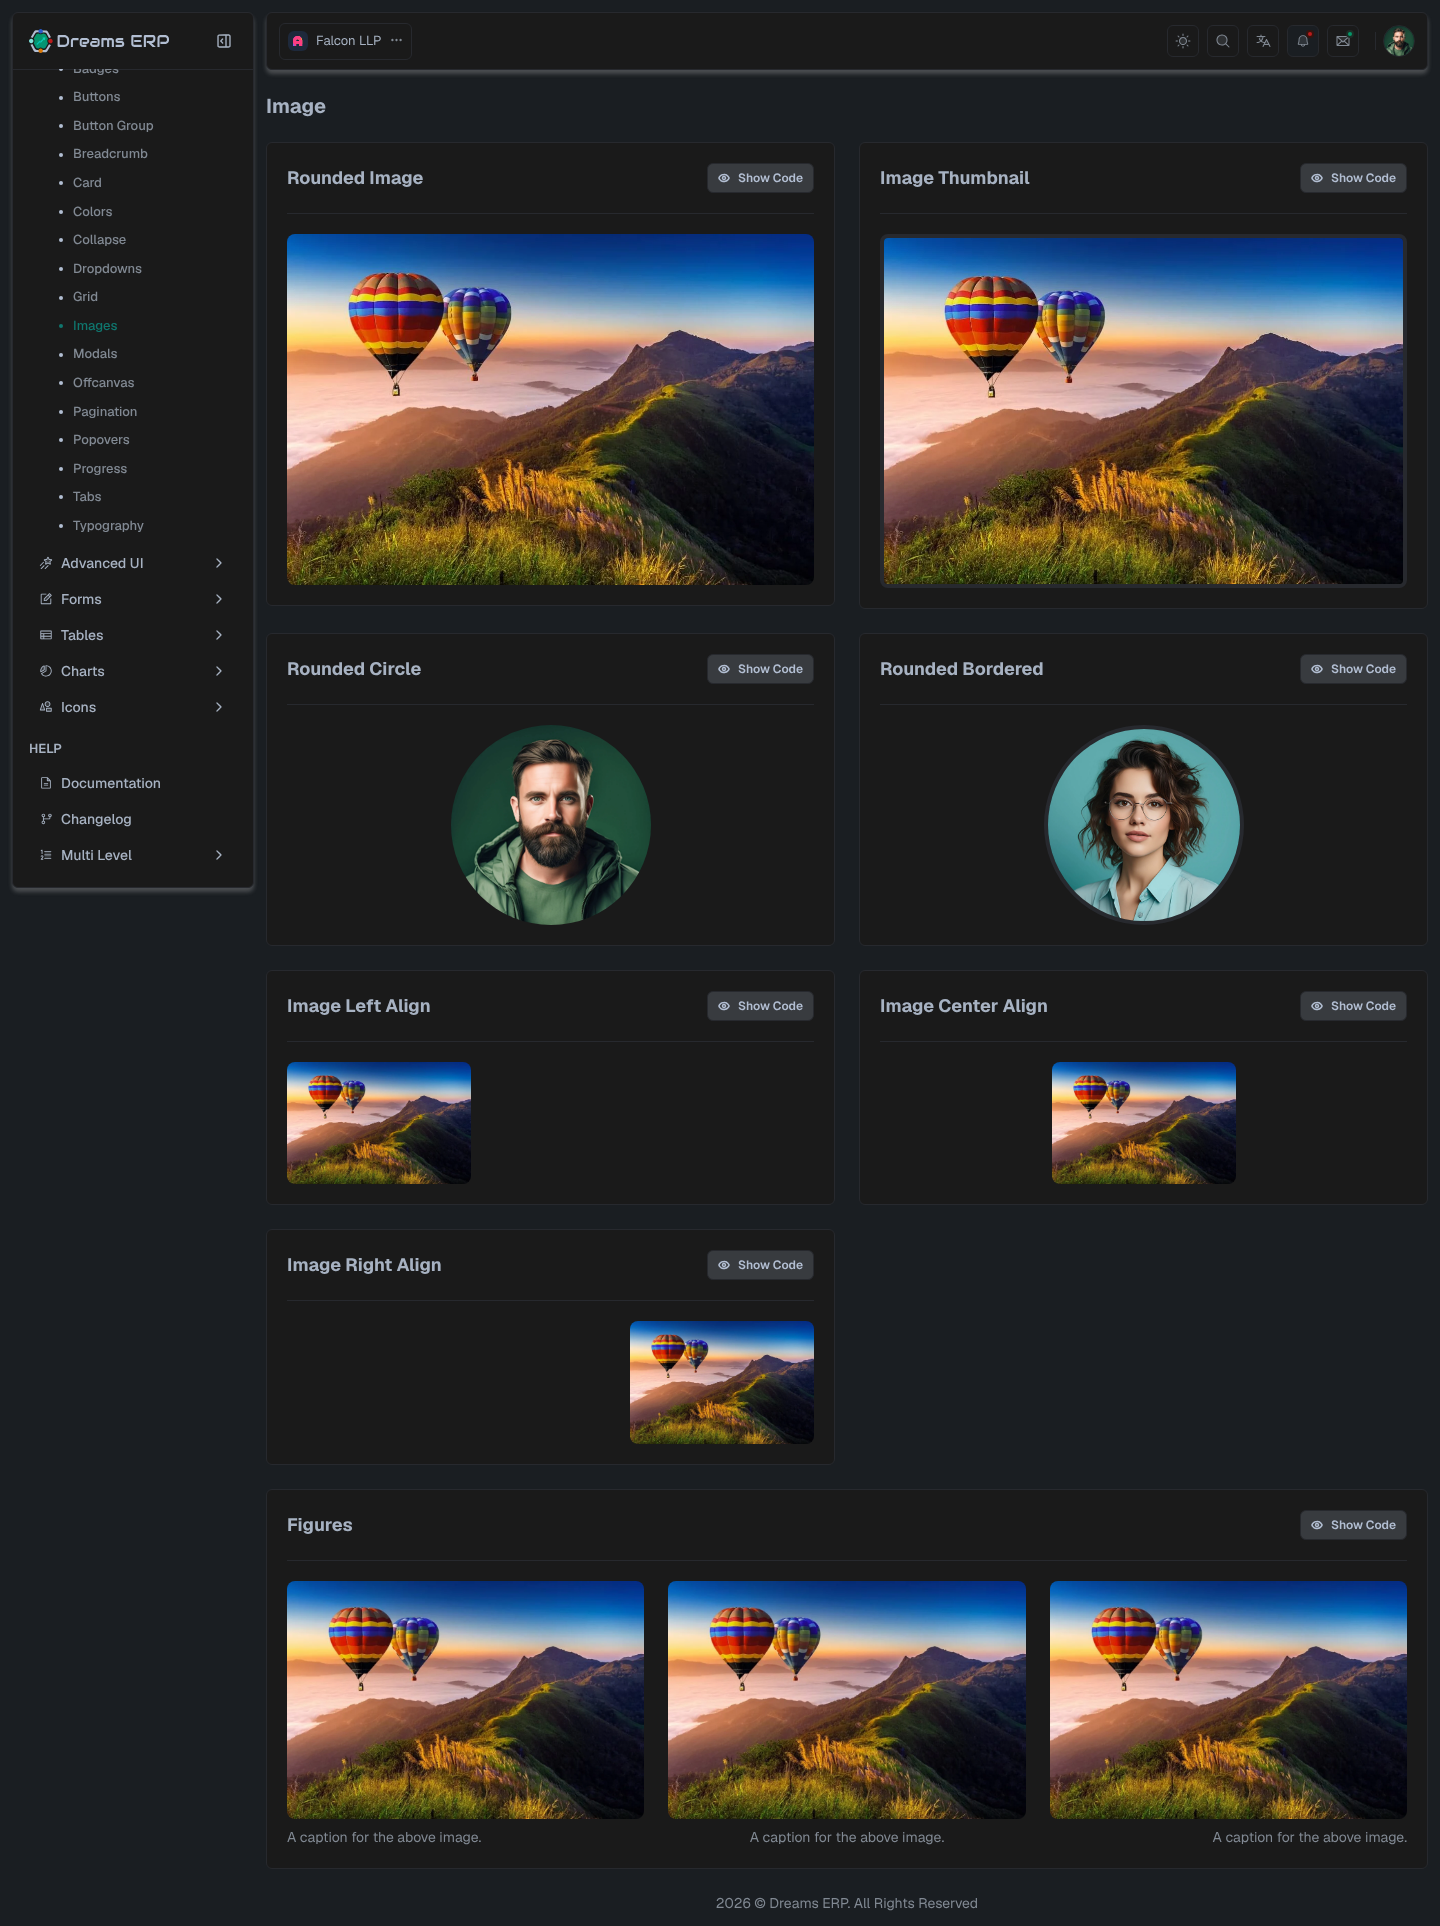 Dreams ERP
Badges
Buttons
Button Group
Breadcrumb
Card
Colors
Collapse
Dropdowns
Grid
Images
Modals
Offcanvas
Pagination
Popovers
Progress
Tabs
Typography
Advanced UI
Forms
Tables
Charts
Icons
HELP
Documentation
Changelog
Multi Level
Falcon LLP
Image
Rounded Image
Show Code
Image Thumbnail
Show Code
Rounded Circle
Show Code
Rounded Bordered
Show Code
Image Left Align
Show Code
Image Center Align
Show Code
Image Right Align
Show Code
Figures
Show Code
A caption for the above image.
A caption for the above image.
A caption for the above image.
2026 © Dreams ERP. All Rights Reserved